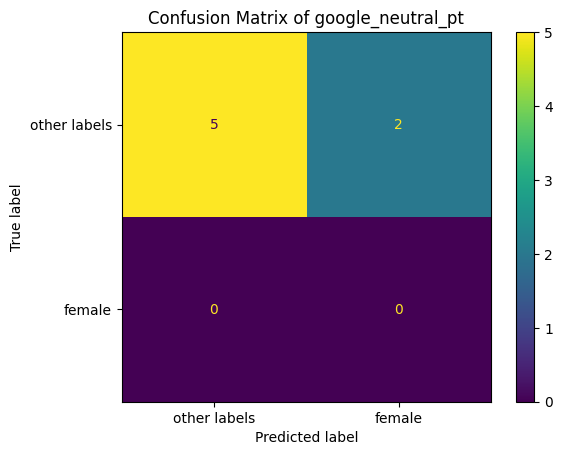 Confusion Matrix of google_neutral_pt
True label
other labels
female
5
2
0
0
other labels
female
Predicted label
5
4
3
2
1
0